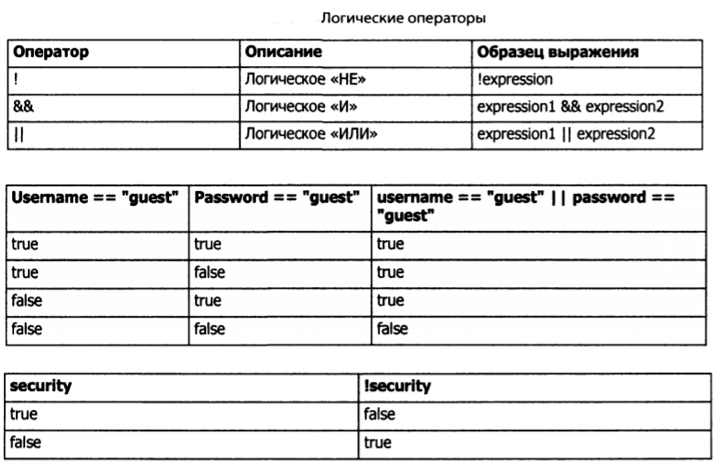 Логические операторы
Оператор Описание Образец выражения
! Логическое «НЕ» !expression
&& Логическое «И» expression1 && expression2
|| Логическое «ИЛИ» expression1 || expression2
Username == "guest" Password == "guest" username == "guest" || password ==
"guest"
true true true
true false true
false true true
false false false
security !security
true false
false true